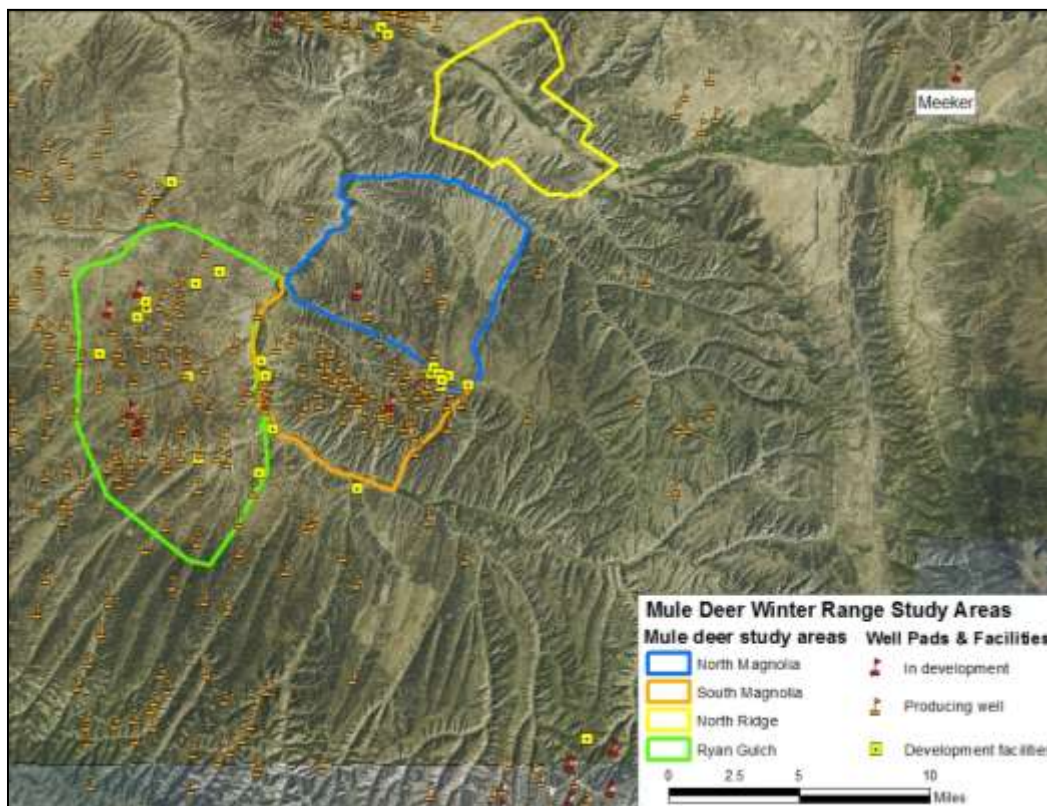 Meeker
Mule Deer Winter Range Study Areas
Mule deer study areas
North Magnolia
South Magnolia
North Ridge
Ryan Gulch
Well Pads & Facilities
In development
Producing well
Development facilities
0 2.5 5 10
Miles